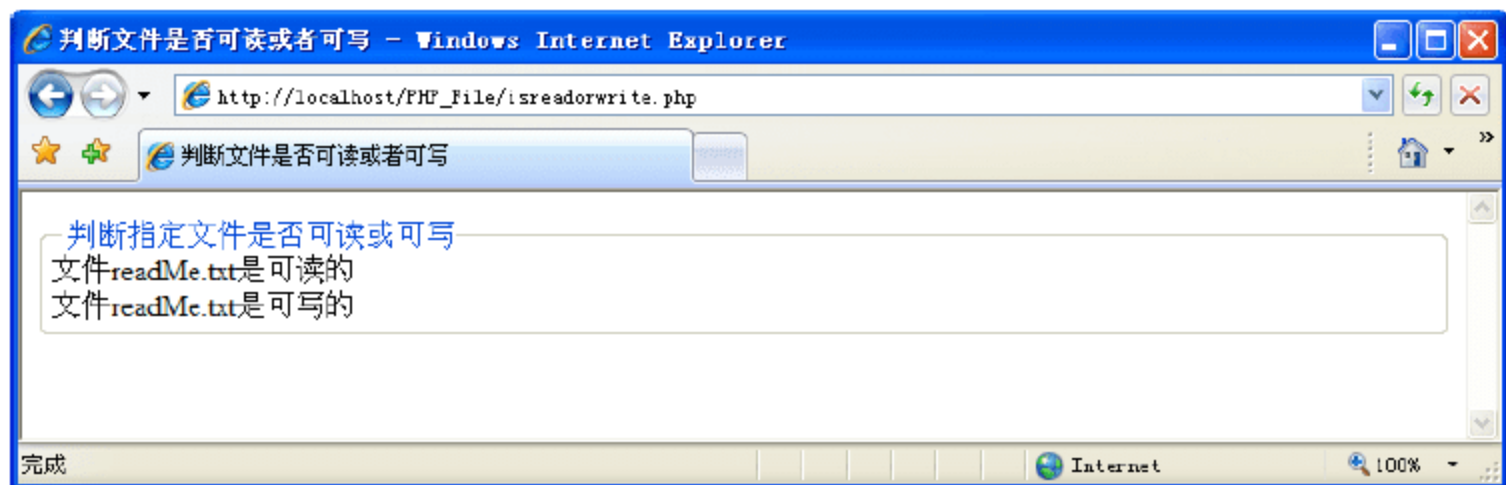 判断文件是否可读或者可写 - Windows Internet Explorer
http://localhost/PHP_File/isreadorwrite.php
判断文件是否可读或者可写
»
判断指定文件是否可读或可写
文件readMe.txt是可读的
文件readMe.txt是可写的
完成
Internet
100%